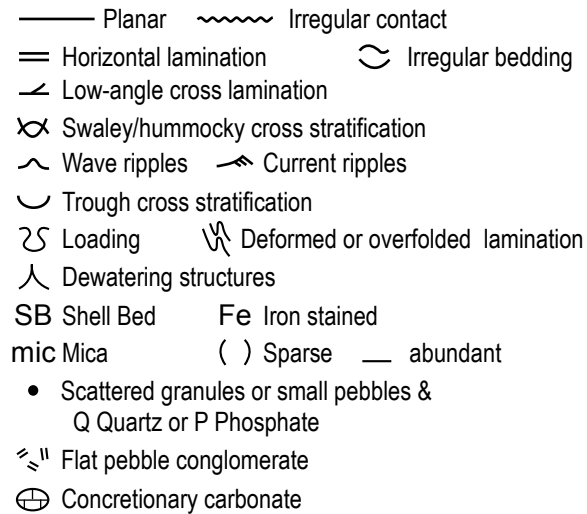 Planar Irregular contact
Horizontal lamination Irregular bedding
Low-angle cross lamination
Swaley/hummocky cross stratification
Wave ripples Current ripples
Trough cross stratification
Loading Deformed or overfolded lamination
Dewatering structures
SB Shell Bed Fe Iron stained
mic Mica ( ) Sparse __ abundant
• Scattered granules or small pebbles &
Q Quartz or P Phosphate
Flat pebble conglomerate
Concretionary carbonate